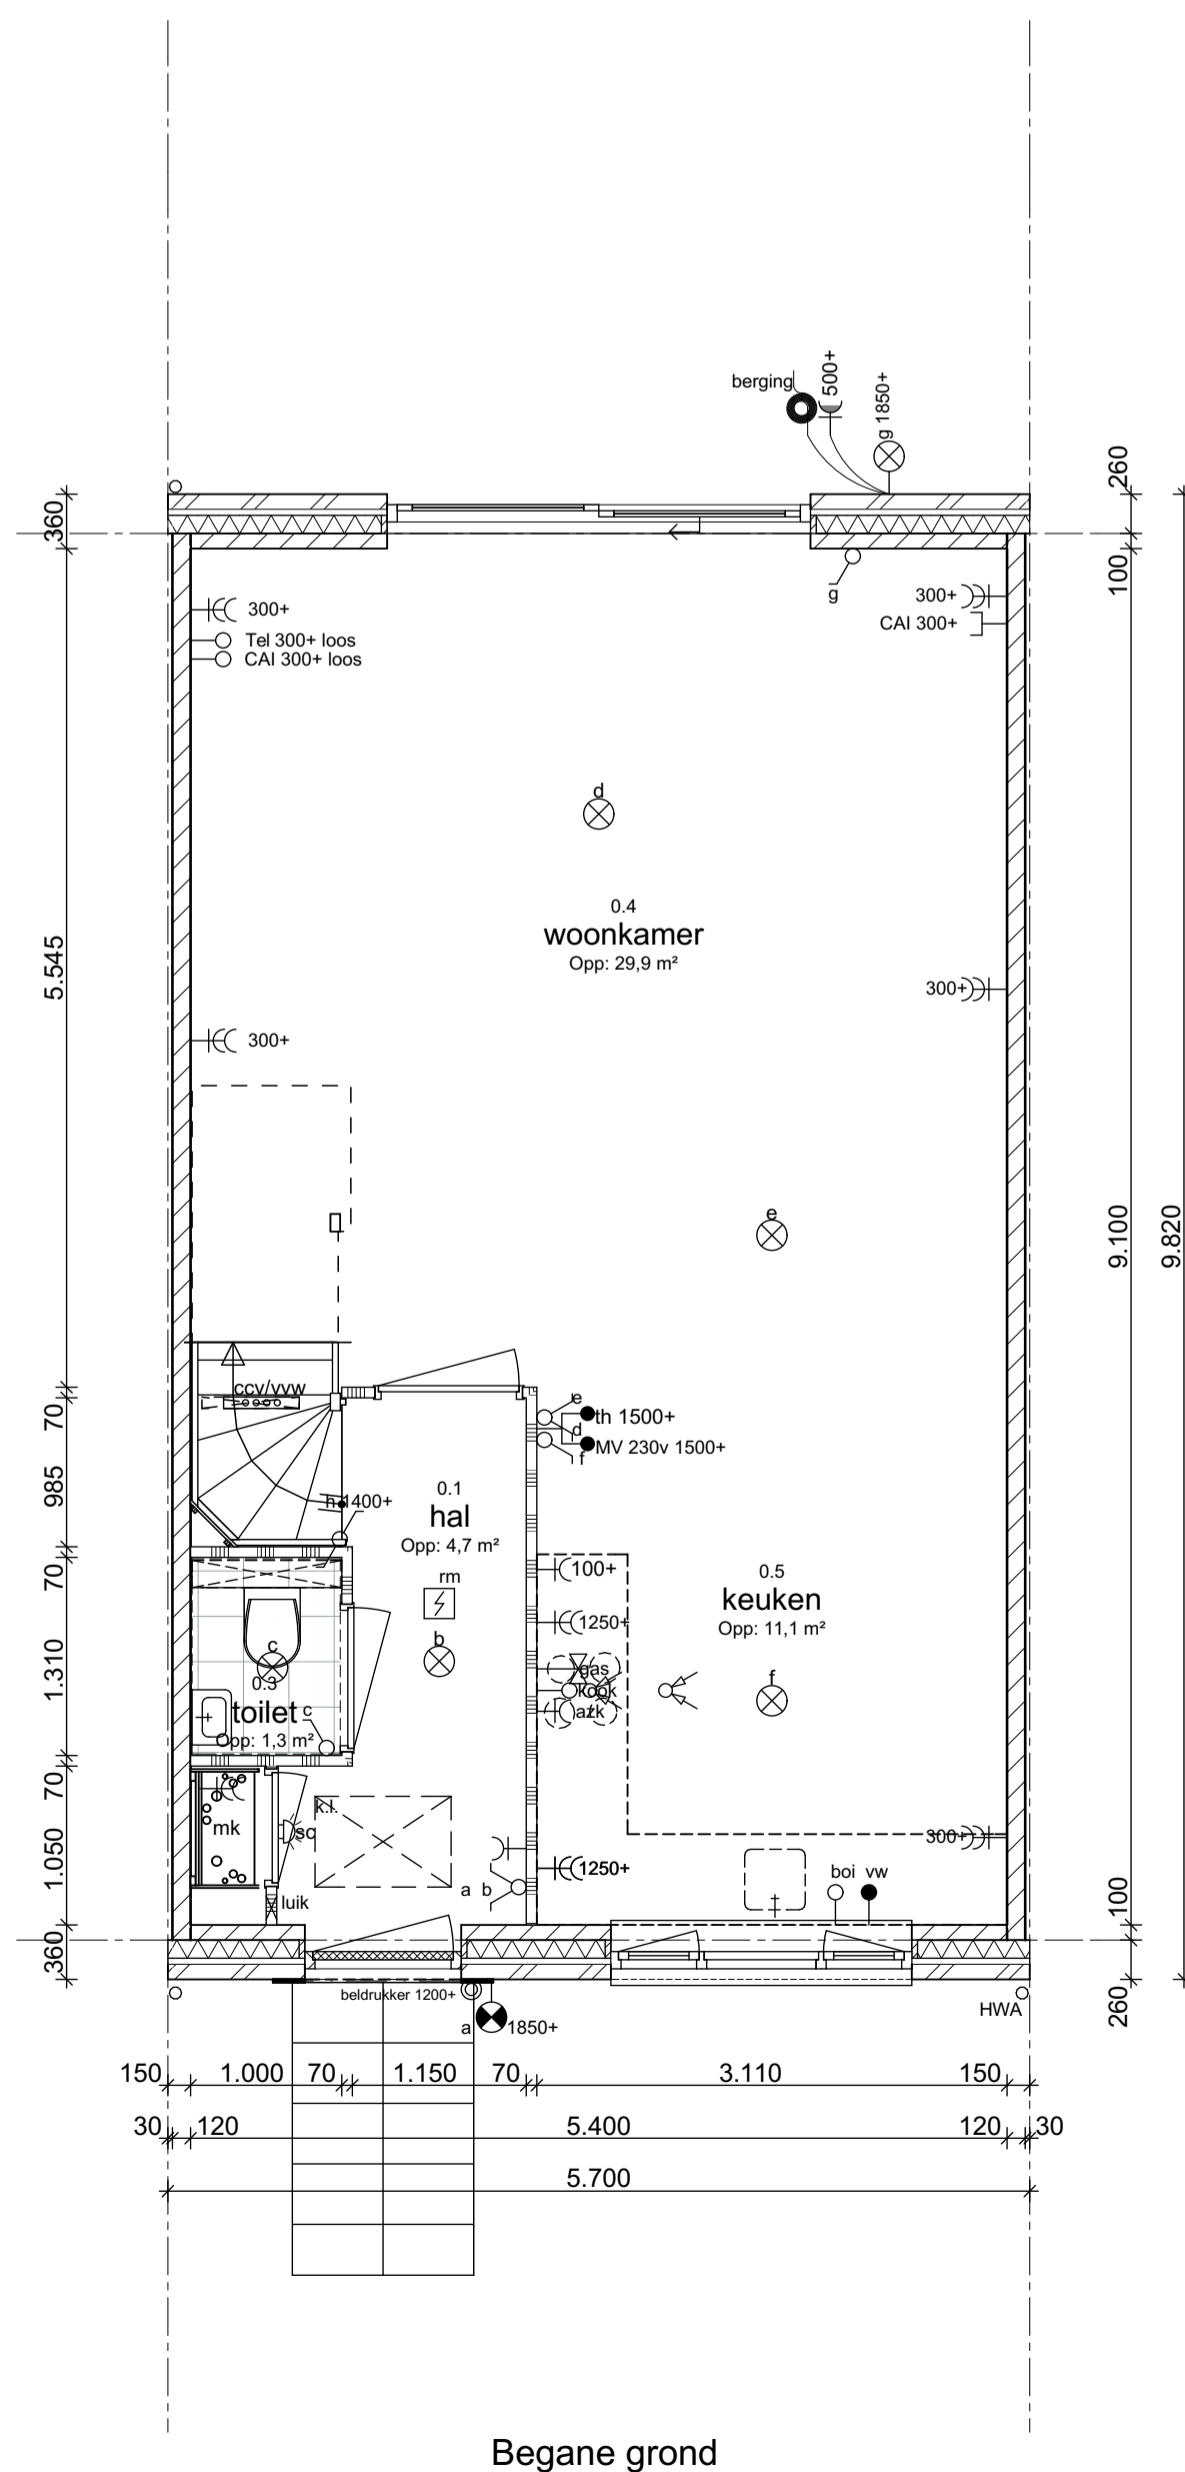 berging
500+
g 1850+
260
360
100
g
300+
300+
Tel 300+ loos
CAI 300+
CAI 300+ loos
d
0.4
woonkamer
Opp: 29,9 m²
5.545
300+
300+
e
9.100
9.820
ccv/vvw
e
th 1500+
d
MV 230v 1500+
f
70
985
h 1400+
0.1
hal
Opp: 4,7 m²
70
100+
0.5
keuken
Opp: 11,1 m²
rm
1250+
b
c
0.3
toilet
c
Opp: 1,3 m²
1.310
gas
kook
azk
f
70
k.l.
mk
sc
300+
1.050
1250+
boi vw
a b
luik
100
360
beldrukker 1200+
a
1850+
HWA
260
150
1.000
70
1.150
70
3.110
150
30
120
5.400
120
30
5.700
Begane grond